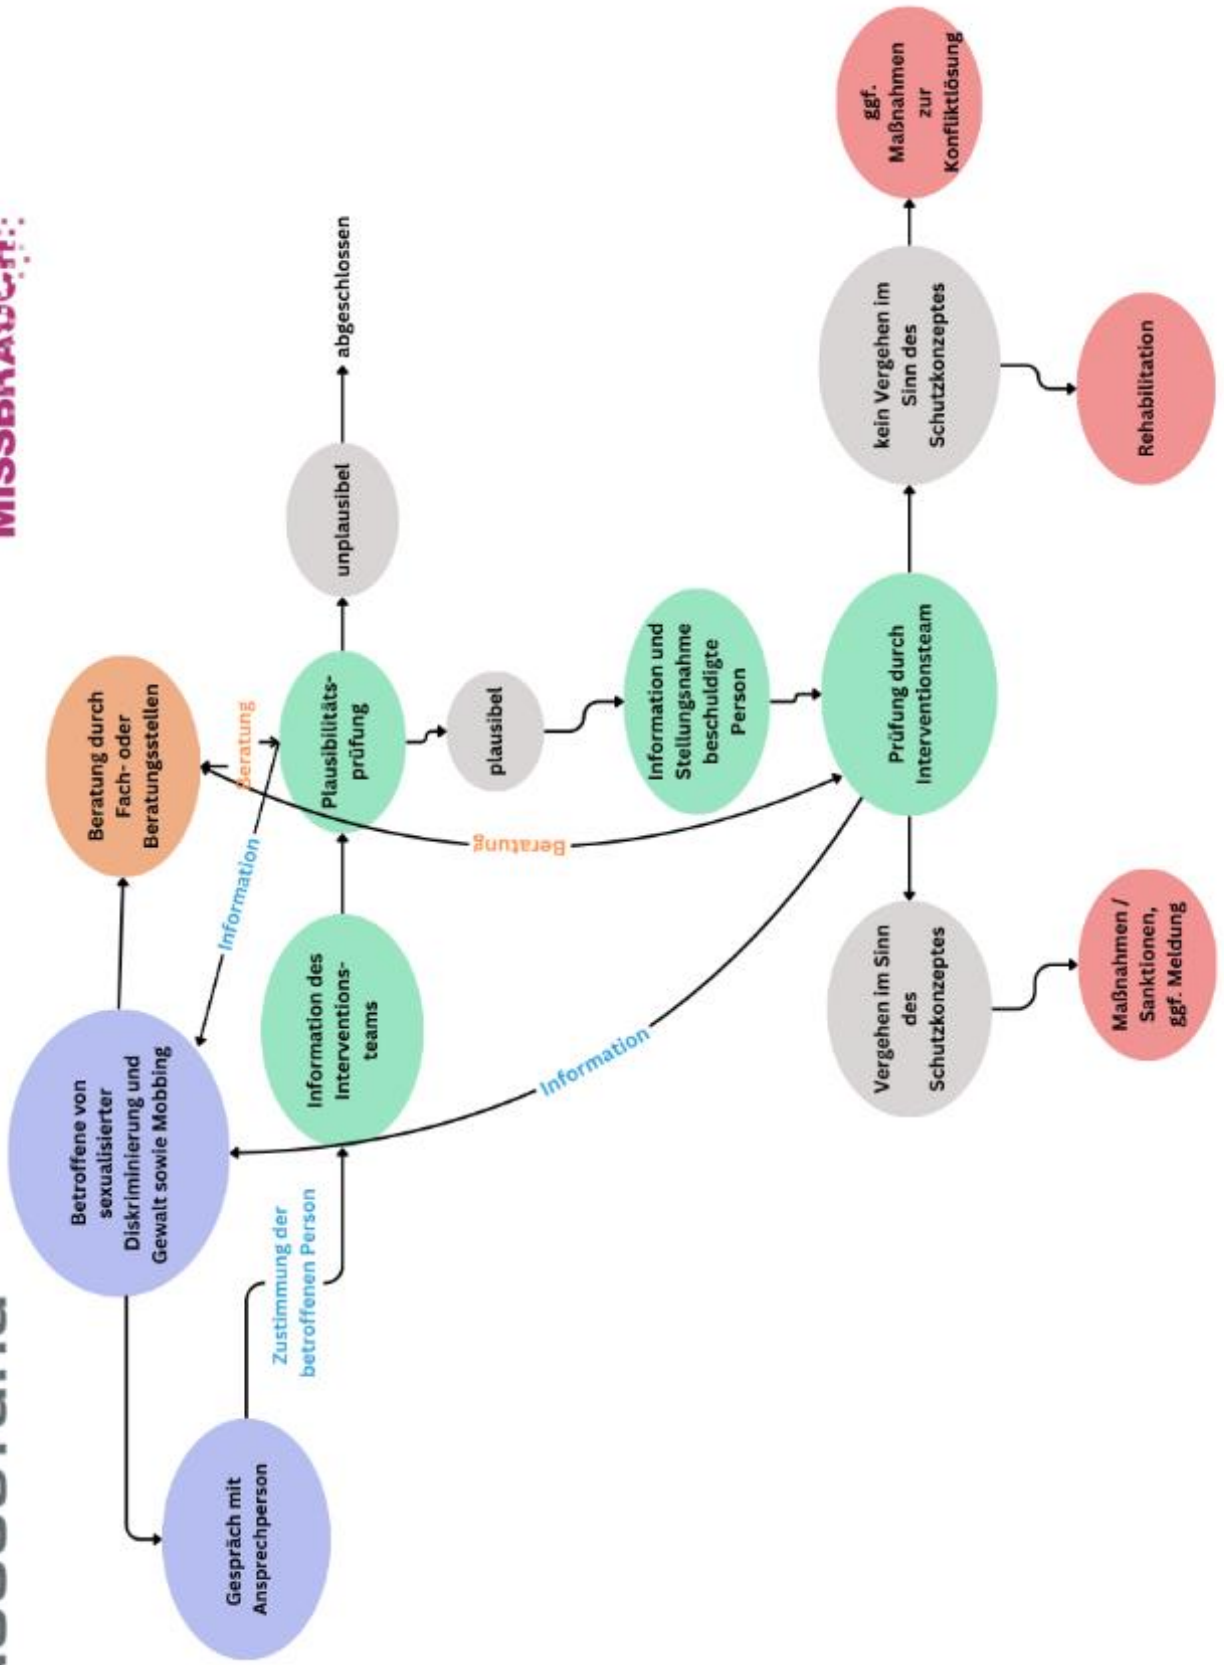 Betroffene von
sexualisierter
Diskriminierung und
Gewalt sowie Mobbing
Beratung durch
Fach- oder
Beratungsstellen
Gespräch mit
Ansprechperson
Zustimmung der
betroffenen Person
Information
Beratung
Information des
Interventions-
teams
Plausibilitäts-
prüfung
unplausibel
abgeschlossen
plausibel
Beratung
Information
Information und
Stellungsnahme
beschuldigte
Person
Vergehen im Sinn
des
Schutzkonzeptes
Prüfung durch
Interventionsteam
kein Vergehen im
Sinn des
Schutzkonzeptes
ggf.
Maßnahmen
zur
Konfliktlösung
Maßnahmen /
Sanktionen,
ggf. Meldung
Rehabilitation